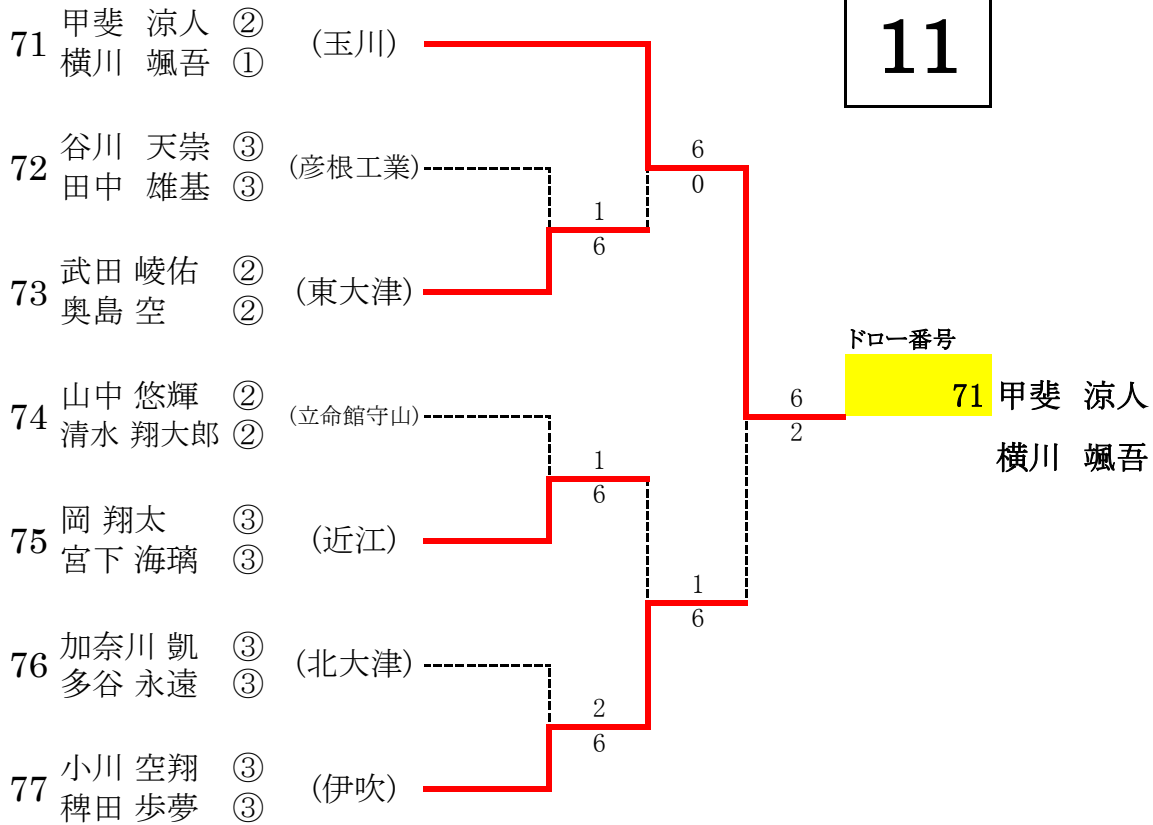 11
71 甲斐 涼人 ② (玉川)
横川 颯吾 ①
6
0
72 谷川 天崇 ③ (彦根工業)
田中 雄基 ③
1
6
73 武田 崚佑 ② (東大津)
奥島 空 ②
ドロー番号
71 甲斐 涼人
横川 颯吾
6
2
74 山中 悠輝 ② (立命館守山)
清水 翔大郎 ②
1
6
75 岡 翔太 ③ (近江)
宮下 海璃 ③
1
6
76 加奈川 凱 ③ (北大津)
多谷 永遠 ③
2
6
77 小川 空翔 ③ (伊吹)
稗田 歩夢 ③